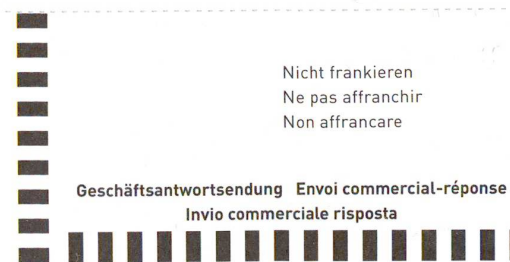 Nicht frankieren
Ne pas affranchir
Non affrancare
Geschäftsantwortsendung Envoi commercial-réponse
Invio commerciale risposta